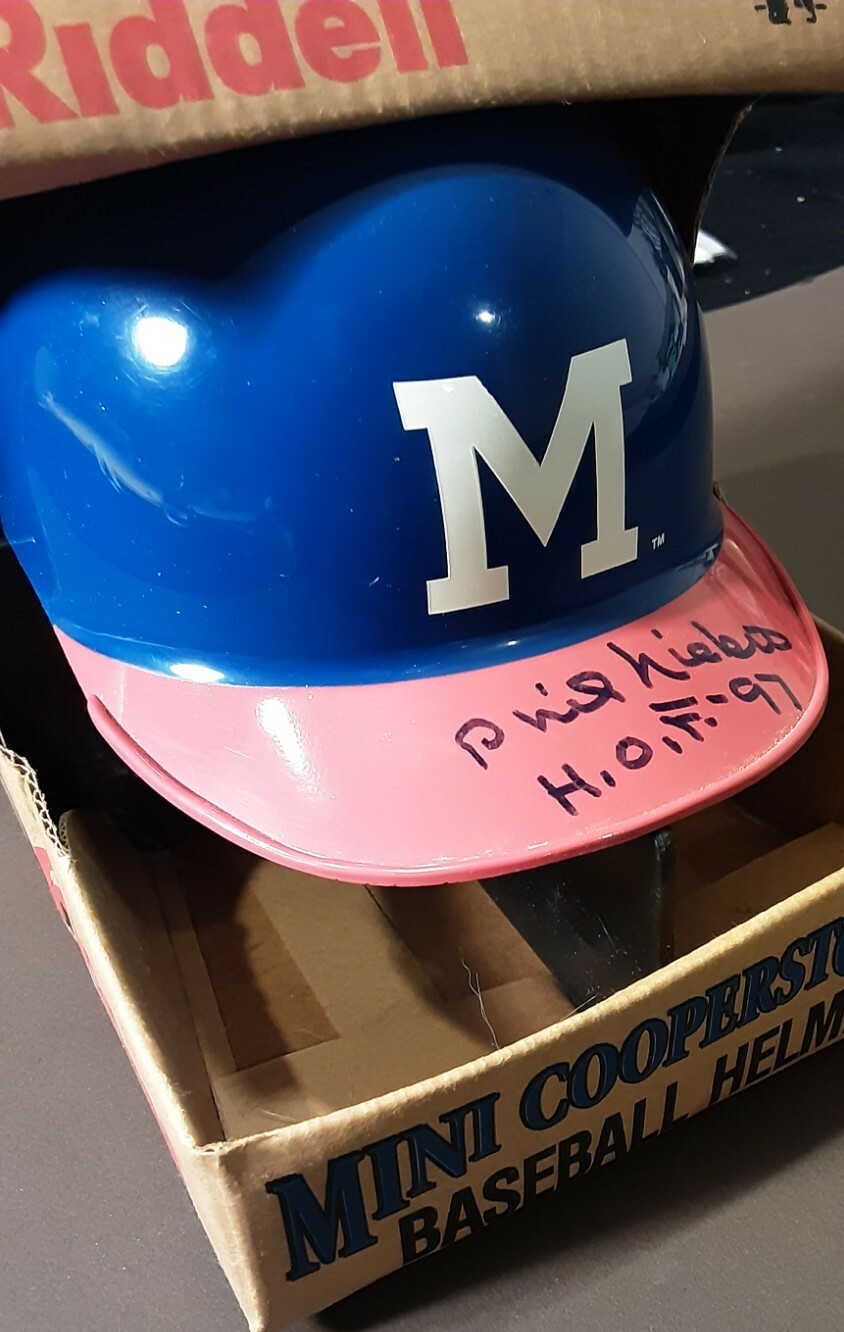 Riddell
M
TM
Phil Niekro
H.O.F. '97
MINI COOPERST
BASEBALL HELM